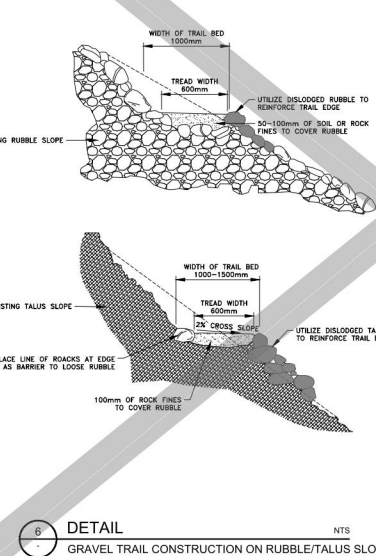 WIDTH OF TRAIL BED
1000mm
TREAD WIDTH
600mm
UTILIZE DISLODGED RUBBLE TO
REINFORCE TRAIL EDGE
50-100mm OF SOIL OR ROCK
FINES TO COVER RUBBLE
NG RUBBLE SLOPE
WIDTH OF TRAIL BED
1000-1500mm
ISTING TALUS SLOPE
TREAD WIDTH
600mm
2% CROSS SLOPE
UTILIZE DISLODGED TA
TO REINFORCE TRAIL E
LACE LINE OF ROACKS AT EDGE
AS BARRIER TO LOOSE RUBBLE
100mm OF ROCK FINES
TO COVER RUBBLE
6
-
DETAIL
NTS
GRAVEL TRAIL CONSTRUCTION ON RUBBLE/TALUS SLO